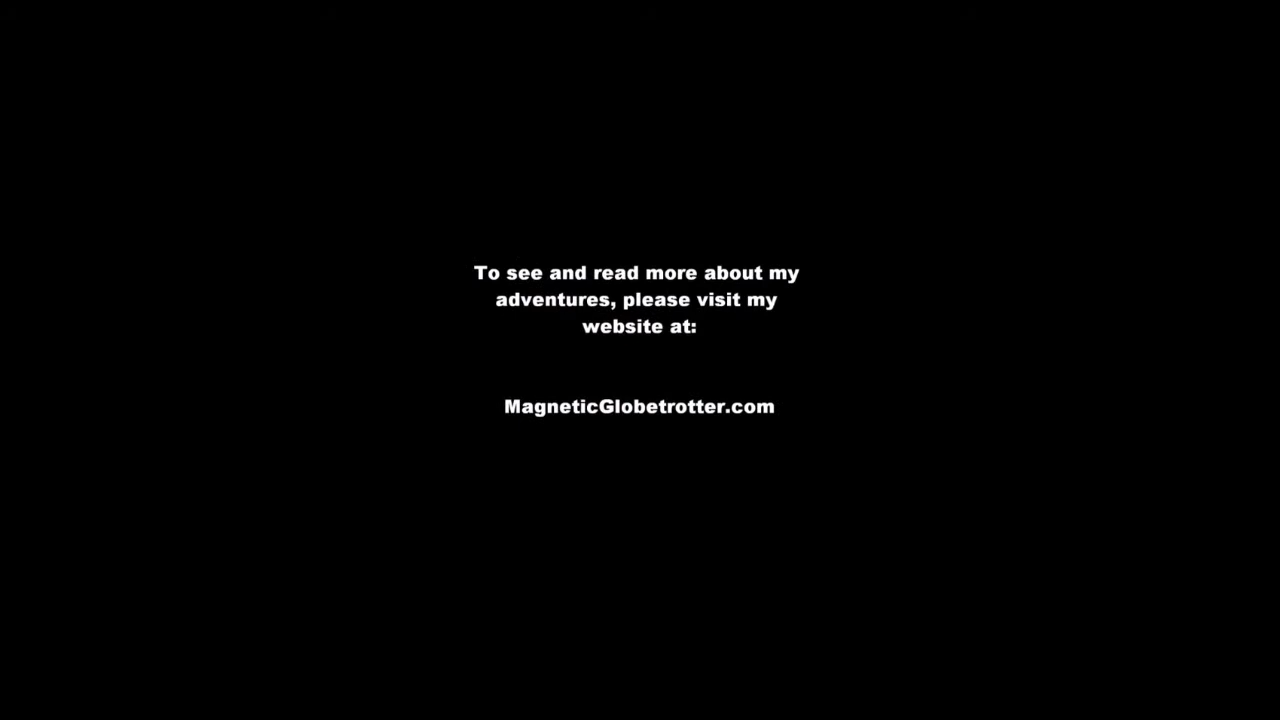 To see and read more about my
adventures, please visit my
website at:
MagneticGlobetrotter.com